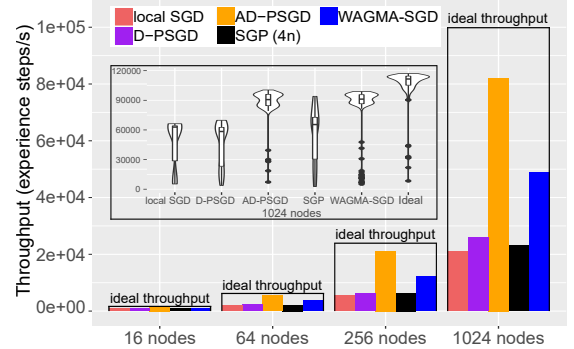 local SGD AD−PSGD WAGMA-SGD
D−PSGD SGP (4n)
ideal throughput
Throughput (experience steps/s)
1e+05
8e+04
6e+04
4e+04
2e+04
0e+00
120000
90000
60000
30000
0
local SGD D-PSGD AD-PSGD SGP WAGMA-SGD Ideal
1024 nodes
ideal throughput
ideal throughput
ideal throughput
16 nodes 64 nodes 256 nodes 1024 nodes